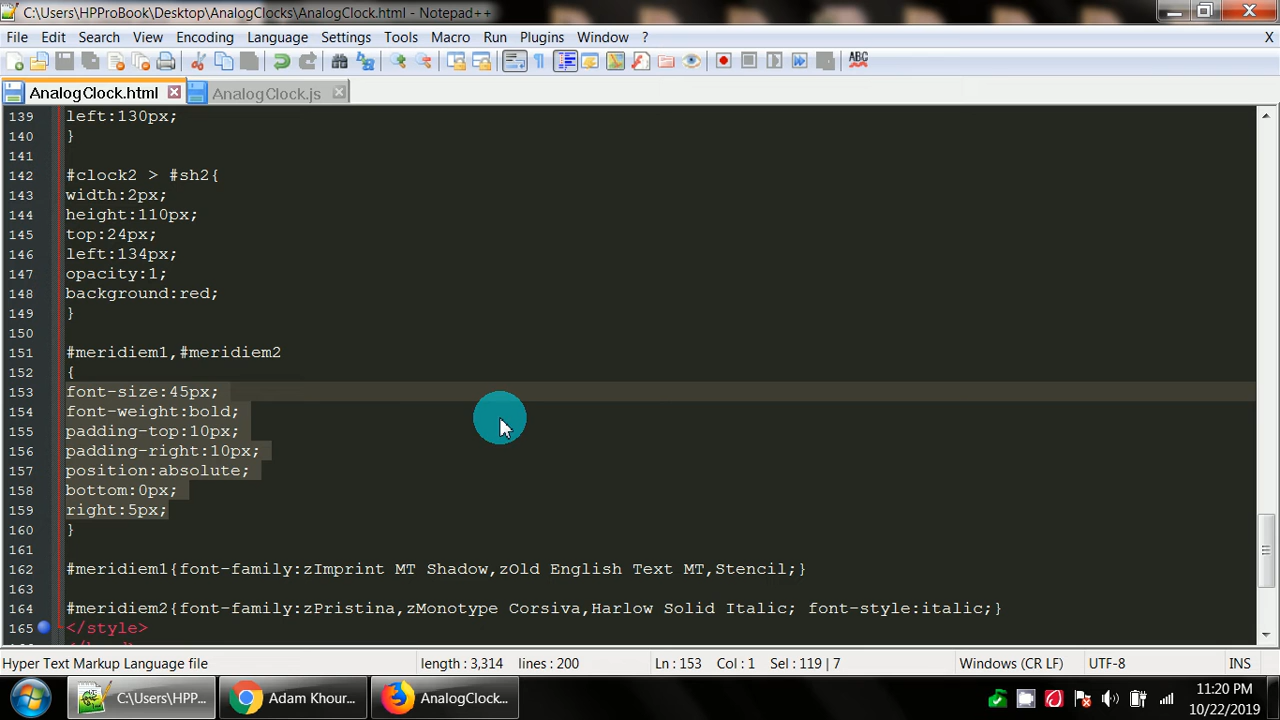 C:\Users\HPProBook\Desktop\AnalogClocks\AnalogClock.html - Notepad++
File Edit Search View Encoding Language Settings Tools Macro Run Plugins Window ? X
ABC
AnalogClock.html AnalogClock.js
139 left:130px;
140 }
141
142 #clock2 > #sh2{
143 width:2px;
144 height:110px;
145 top:24px;
146 left:134px;
147 opacity:1;
148 background:red;
149 }
150
151 #meridiem1,#meridiem2
152 {
153 font-size:45px;
154 font-weight:bold;
155 padding-top:10px;
156 padding-right:10px;
157 position:absolute;
158 bottom:0px;
159 right:5px;
160 }
161
162 #meridiem1{font-family:zImprint MT Shadow,zOld English Text MT,Stencil;}
163
164 #meridiem2{font-family:zPristina,zMonotype Corsiva,Harlow Solid Italic; font-style:italic;}
165 </style>
Hyper Text Markup Language file length : 3,314 lines : 200 Ln : 153 Col : 1 Sel : 119 | 7 Windows (CR LF) UTF-8 INS
C:\Users\HPP... Adam Khour... AnalogClock... 11:20 PM
10/22/2019